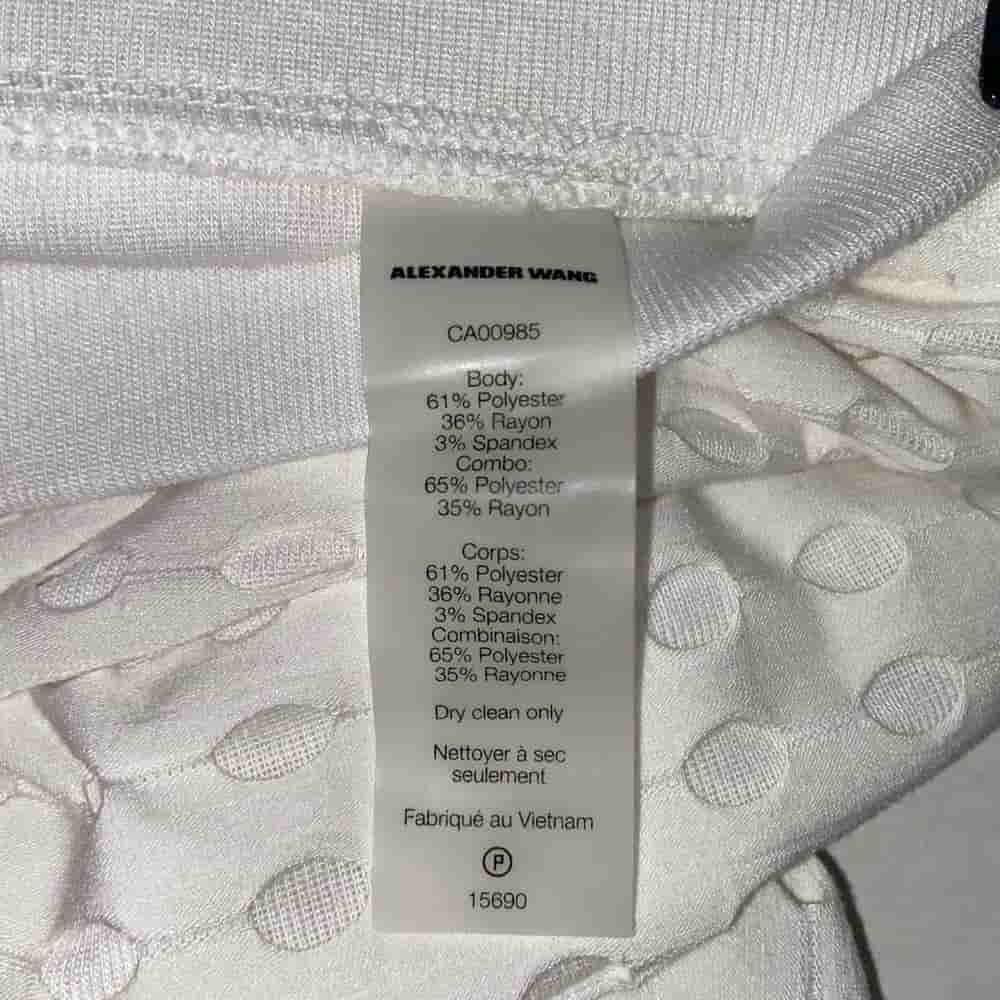 ALEXANDER WANG
CA00985
Body:
61% Polyester
36% Rayon
3% Spandex
Combo:
65% Polyester
35% Rayon
Corps:
61% Polyester
36% Rayonne
3% Spandex
Combinaison:
65% Polyester
35% Rayonne
Dry clean only
Nettoyer à sec
seulement
Fabriqué au Vietnam
P
15690